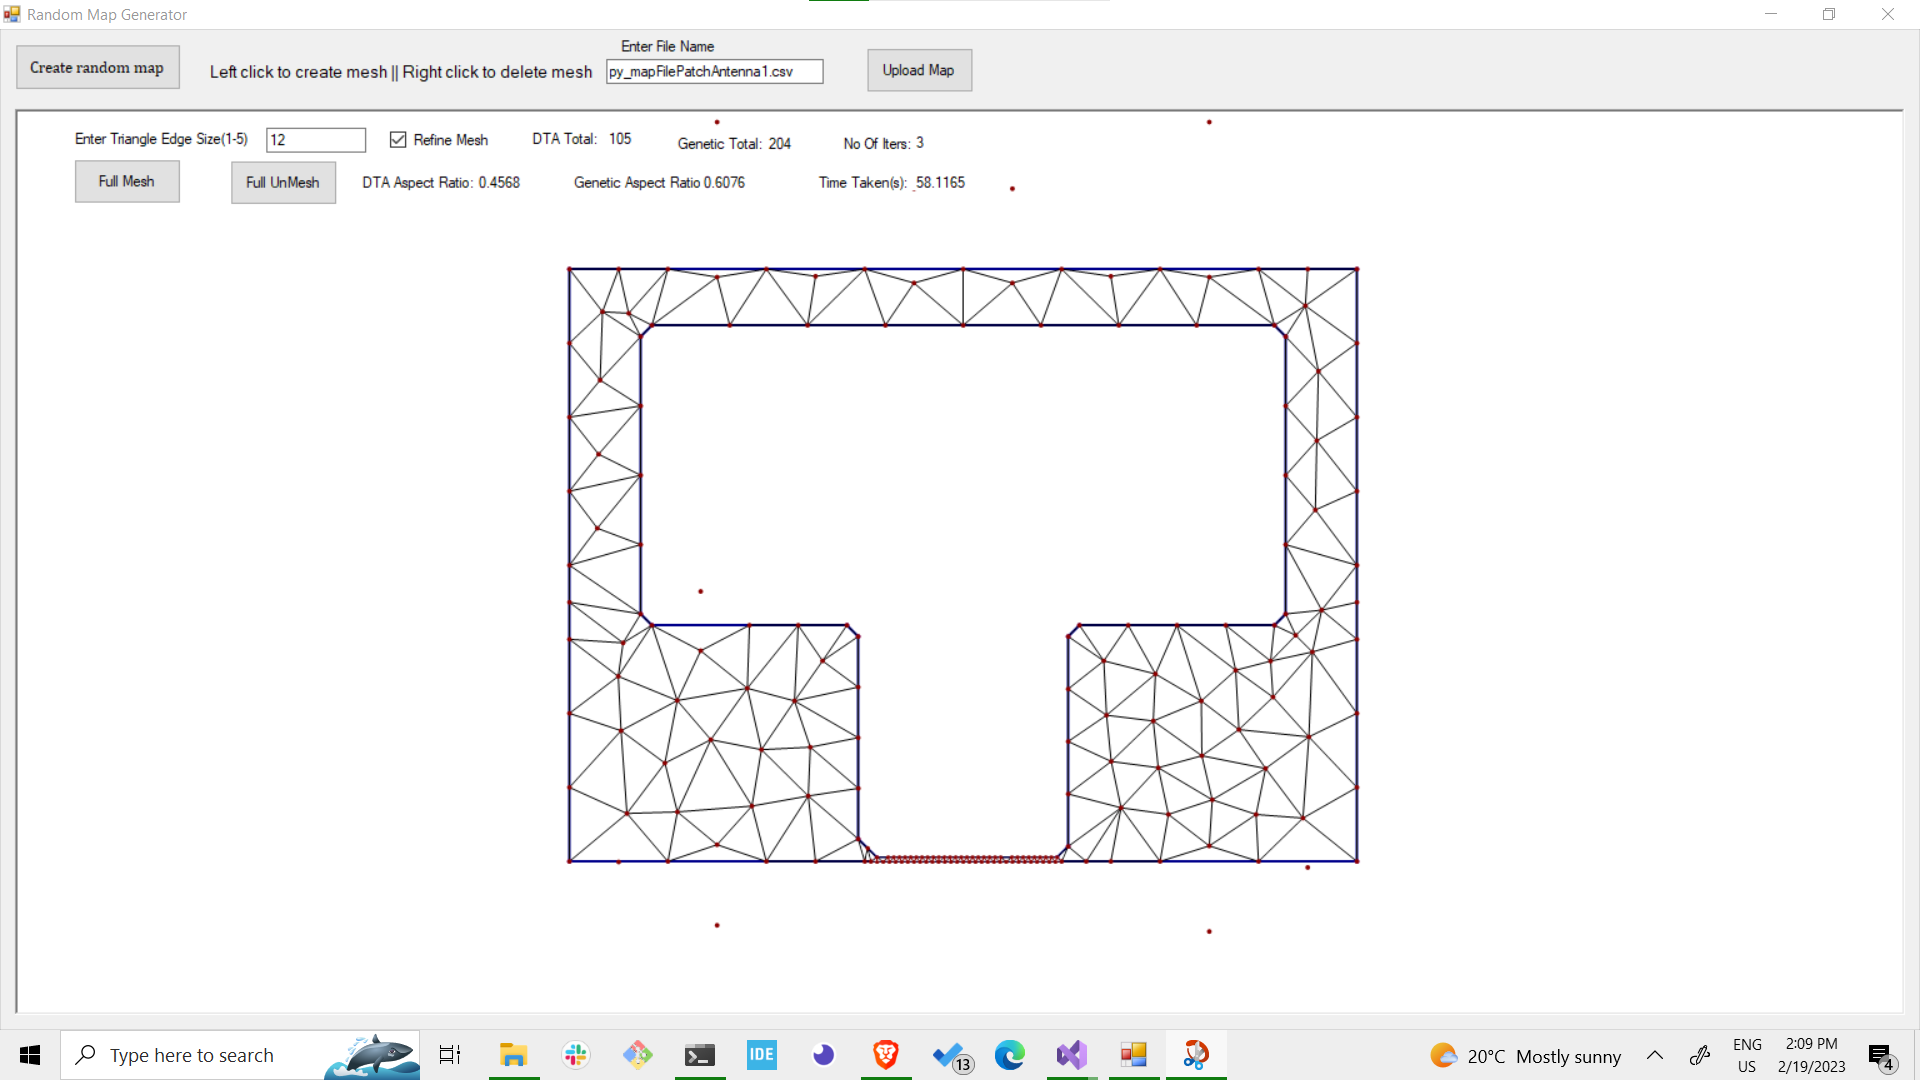 Random Map Generator
Enter File Name
Create random map
Left click to create mesh || Right click to delete mesh
py_mapFilePatchAntenna1.csv
Upload Map
Enter Triangle Edge Size(1-5)
12
Refine Mesh
DTA Total: 105
Genetic Total: 204
No Of Iters: 3
Full Mesh
Full UnMesh
DTA Aspect Ratio: 0.4568
Genetic Aspect Ratio 0.6076
Time Taken(s): 58.1165
Type here to search
IDE
13
20°C Mostly sunny
ENG
US
2:09 PM
2/19/2023
4